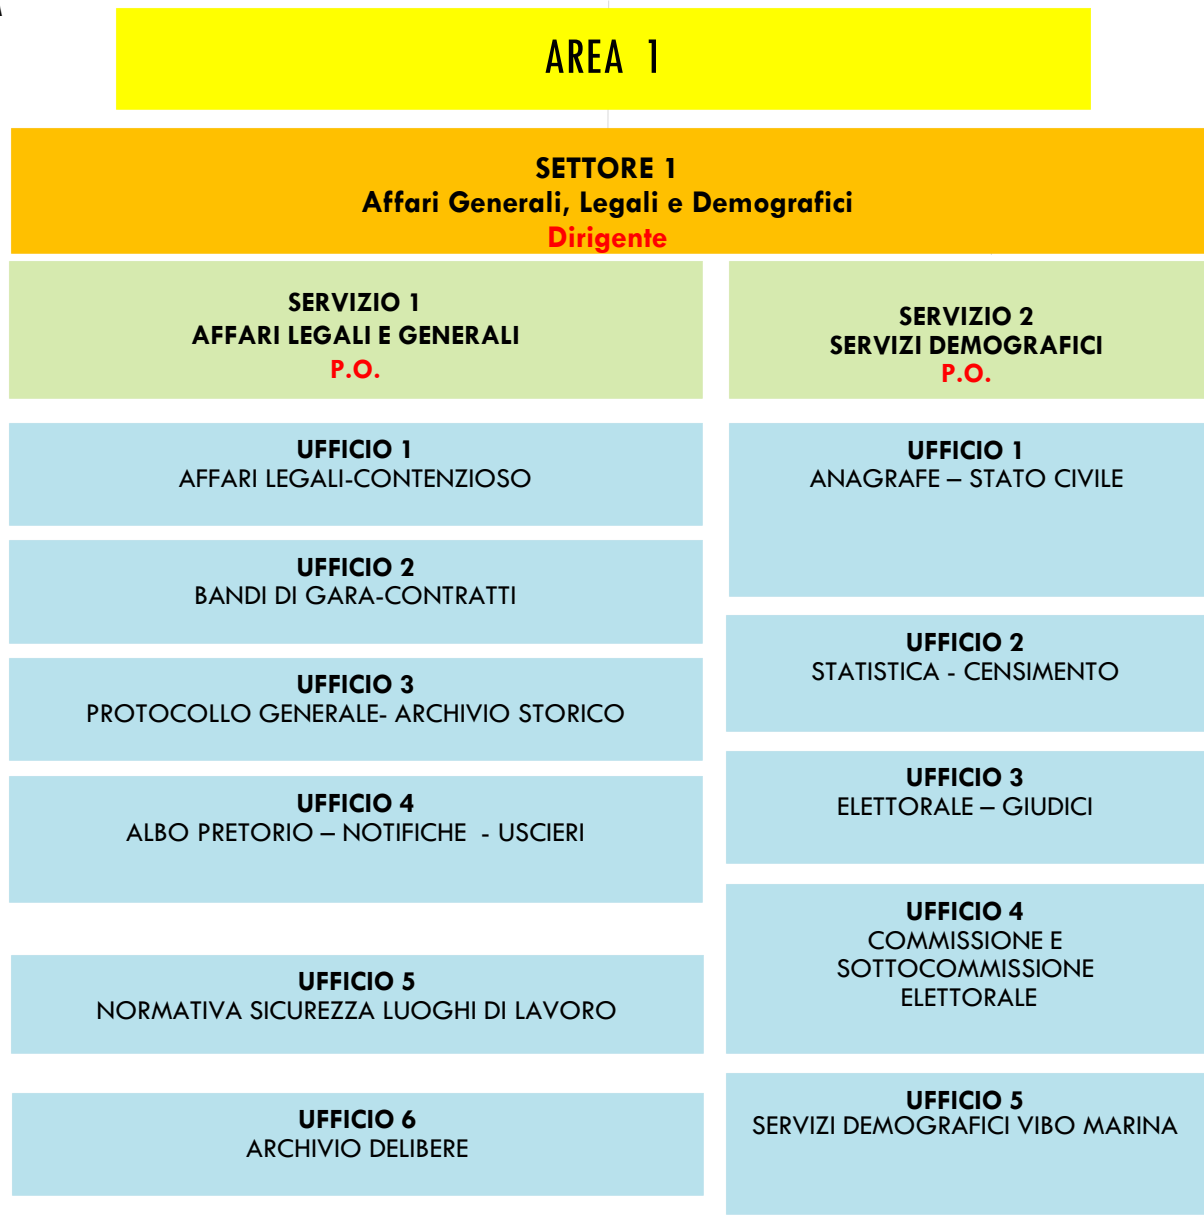 AREA 1
SETTORE 1
Affari Generali, Legali e Demografici
Dirigente
SERVIZIO 1
AFFARI LEGALI E GENERALI
P.O.
UFFICIO 1
AFFARI LEGALI-CONTENZIOSO
UFFICIO 2
BANDI DI GARA-CONTRATTI
UFFICIO 3
PROTOCOLLO GENERALE- ARCHIVIO STORICO
UFFICIO 4
ALBO PRETORIO – NOTIFICHE - USCIERI
UFFICIO 5
NORMATIVA SICUREZZA LUOGHI DI LAVORO
UFFICIO 6
ARCHIVIO DELIBERE
SERVIZIO 2
SERVIZI DEMOGRAFICI
P.O.
UFFICIO 1
ANAGRAFE – STATO CIVILE
UFFICIO 2
STATISTICA - CENSIMENTO
UFFICIO 3
ELETTORALE – GIUDICI
UFFICIO 4
COMMISSIONE E
SOTTOCOMMISSIONE
ELETTORALE
UFFICIO 5
SERVIZI DEMOGRAFICI VIBO MARINA